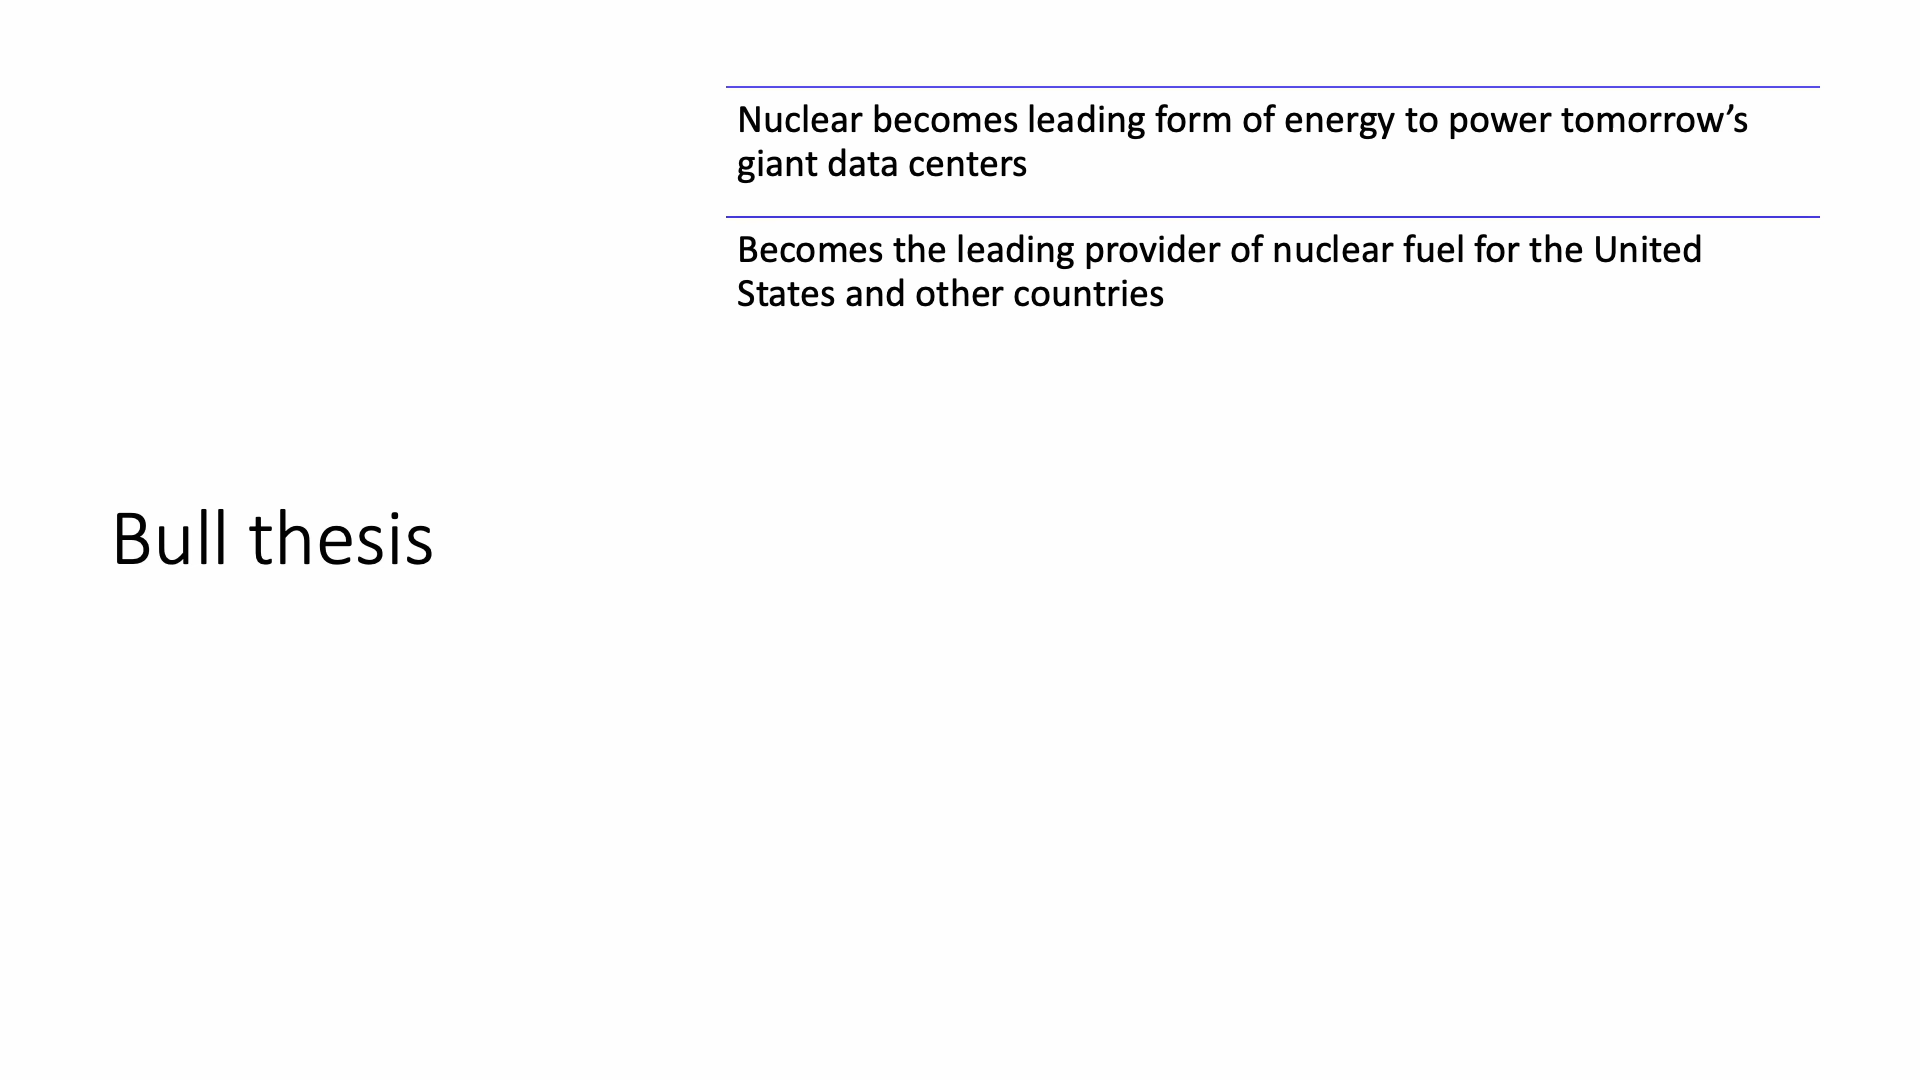 Nuclear becomes leading form of energy to power tomorrow’s
giant data centers
Becomes the leading provider of nuclear fuel for the United
States and other countries
Bull thesis